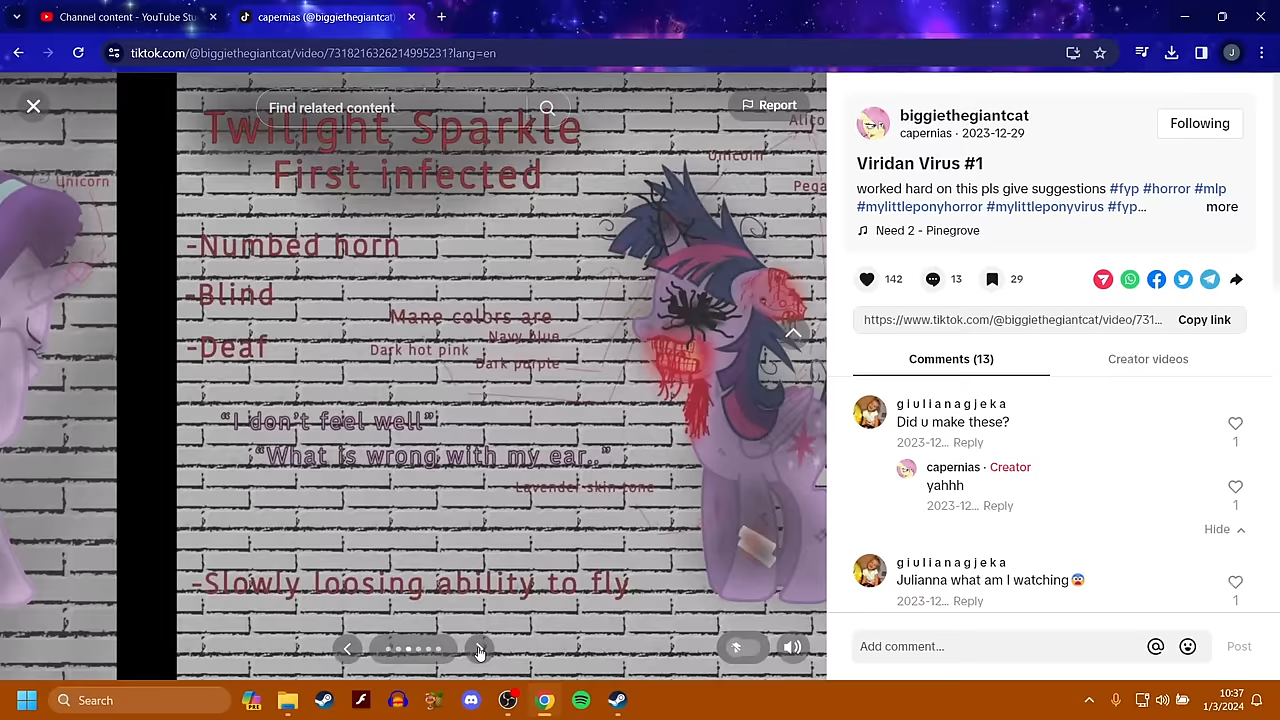 Channel content - YouTube Stu
capernias (@biggiethegiantcat)
tiktok.com/@biggiethegiantcat/video/7318216326214995231?lang=en
J
Find related content
Report
Twilight Sparkle
First infected
Alico
Unicorn
Pega
Unicorn
-Numbed horn
-Blind
-Deaf
Mane colors are
Navy blue
Dark hot pink
Dark purple
"I don't feel well"
"What is wrong with my ear.."
Lavender skin tone
-Slowly loosing ability to fly
biggiethegiantcat
capernias · 2023-12-29
Following
Viridan Virus #1
worked hard on this pls give suggestions #fyp #horror #mlp
#mylittleponyhorror #mylittleponyvirus #fyp...
more
Need 2 - Pinegrove
142
13
29
https://www.tiktok.com/@biggiethegiantcat/video/731...
Copy link
Comments (13)
Creator videos
g i u l i a n a g j e k a
Did u make these?
2023-12... Reply
1
capernias · Creator
yahhh
2023-12... Reply
1
Hide
g i u l i a n a g j e k a
Julianna what am I watching😨
2023-12... Reply
1
Add comment...
Post
Search
PRE
10:37
1/3/2024